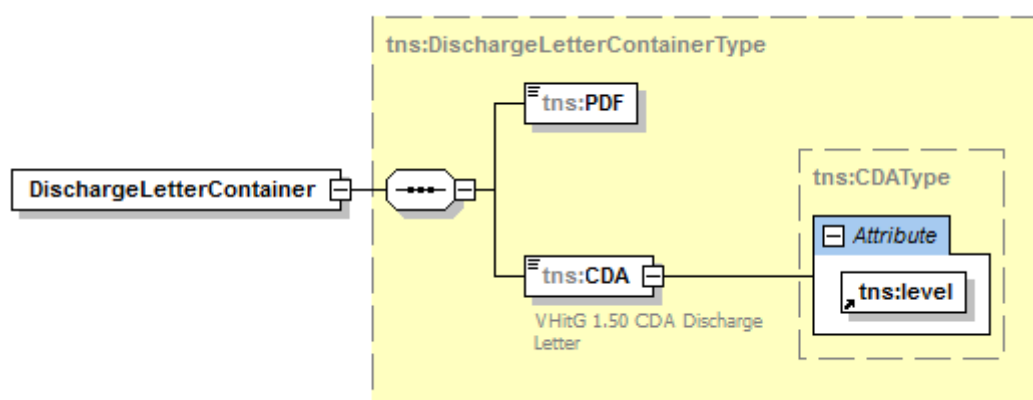 tns:DischargeLetterContainerType
tns:PDF
DischargeLetterContainer
tns:CDAType
Attribute
tns:CDA
tns:level
VHitG 1.50 CDA Discharge
Letter